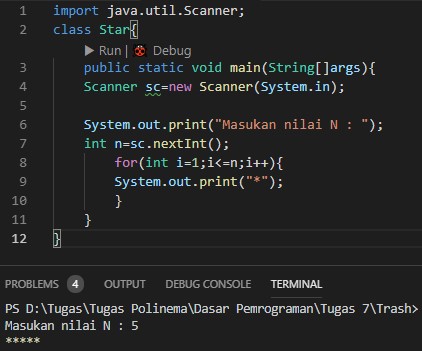 1 import java.util.Scanner;
2 class Star{
Run | Debug
3 public static void main(String[]args){
4 Scanner sc=new Scanner(System.in);
5
6 System.out.print("Masukan nilai N : ");
7 int n=sc.nextInt();
8 for(int i=1;i<=n;i++){
9 System.out.print("*");
10 }
11 }
12 }
PROBLEMS 4 OUTPUT DEBUG CONSOLE TERMINAL
PS D:\Tugas\Tugas Polinema\Dasar Pemrograman\Tugas 7\Trash>
Masukan nilai N : 5
*****